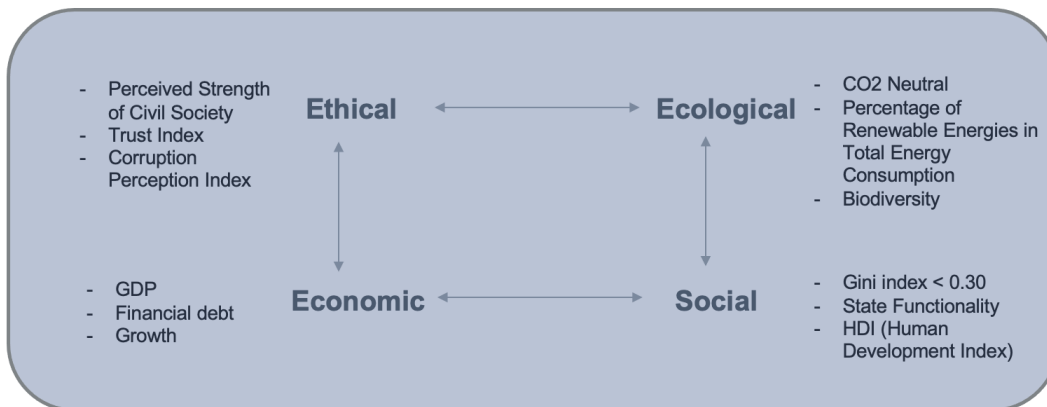 - Perceived Strength
of Civil Society
- Trust Index
- Corruption
Perception Index
Ethical
Ecological
- CO2 Neutral
- Percentage of
Renewable Energies in
Total Energy
Consumption
- Biodiversity
- GDP
- Financial debt
- Growth
Economic
Social
- Gini index < 0.30
- State Functionality
- HDI (Human
Development Index)